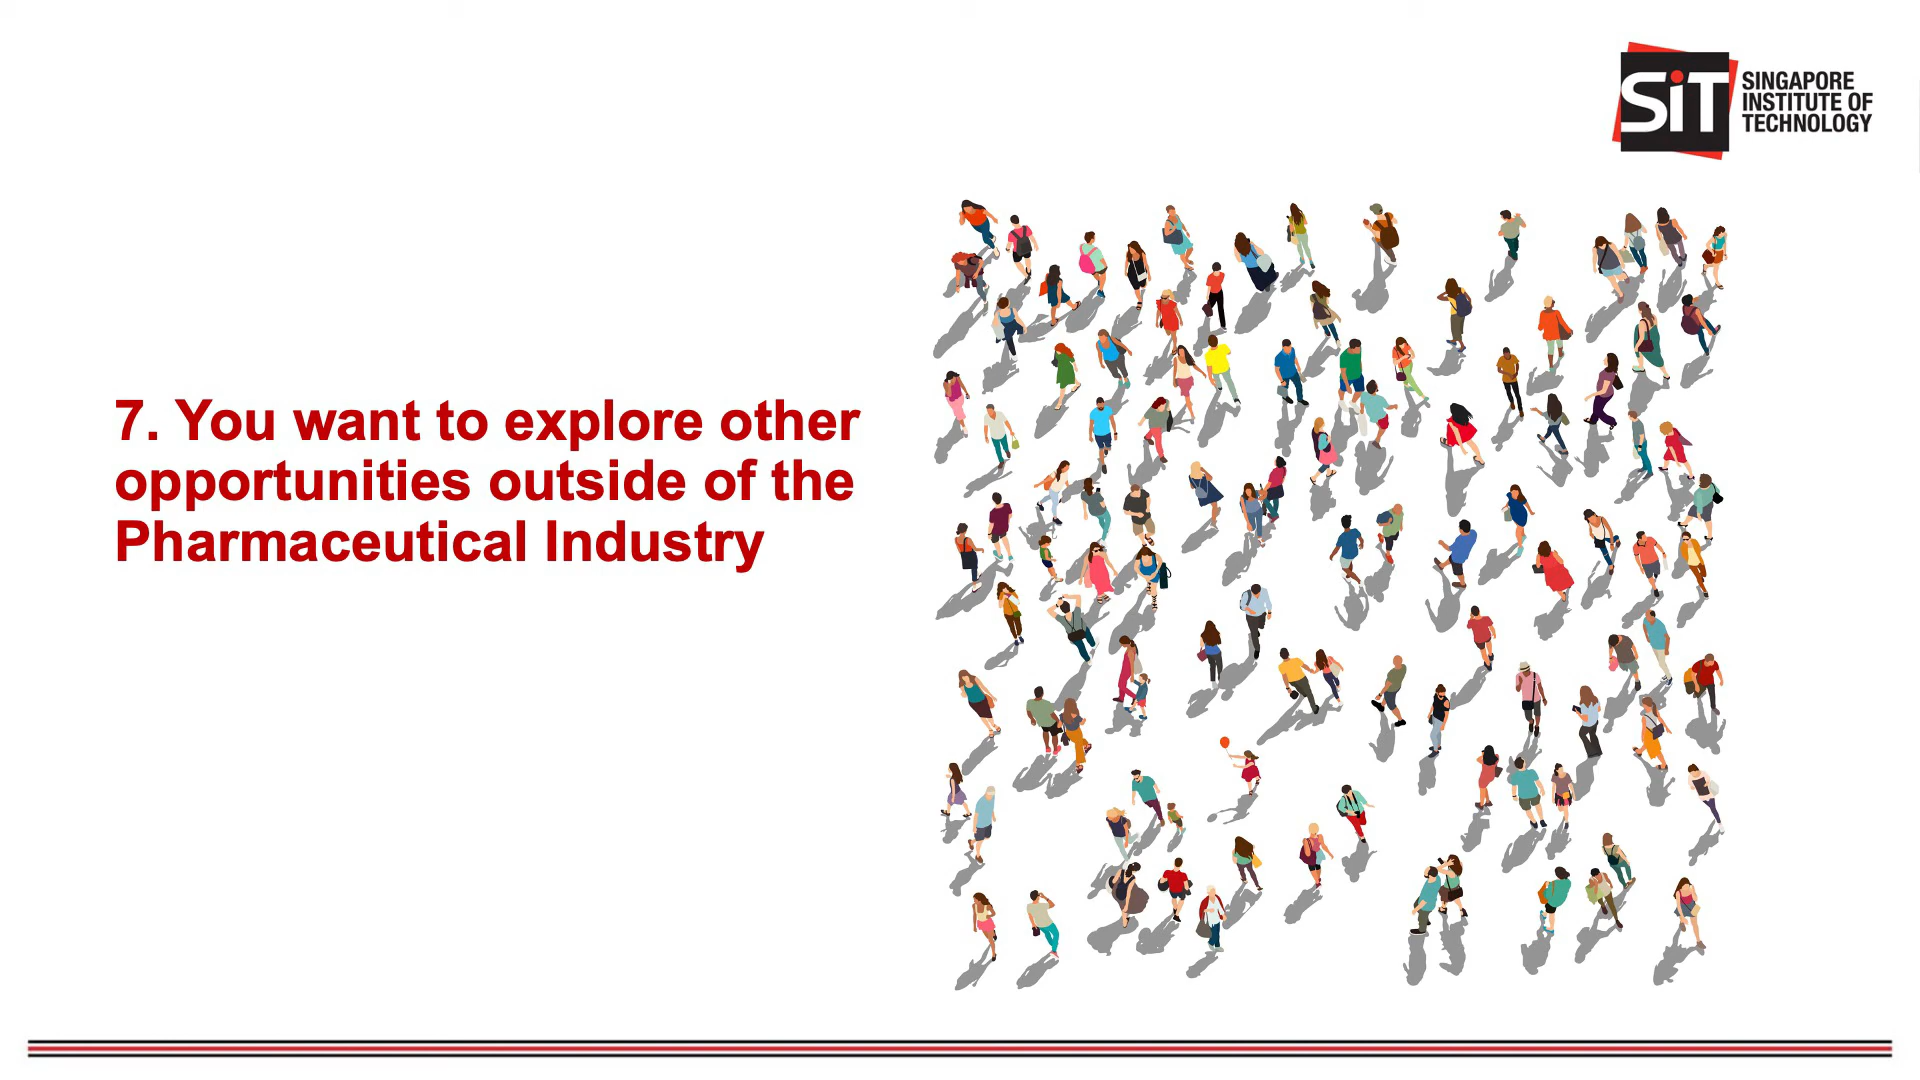 SiT
SINGAPORE
INSTITUTE OF
TECHNOLOGY
7. You want to explore other
opportunities outside of the
Pharmaceutical Industry